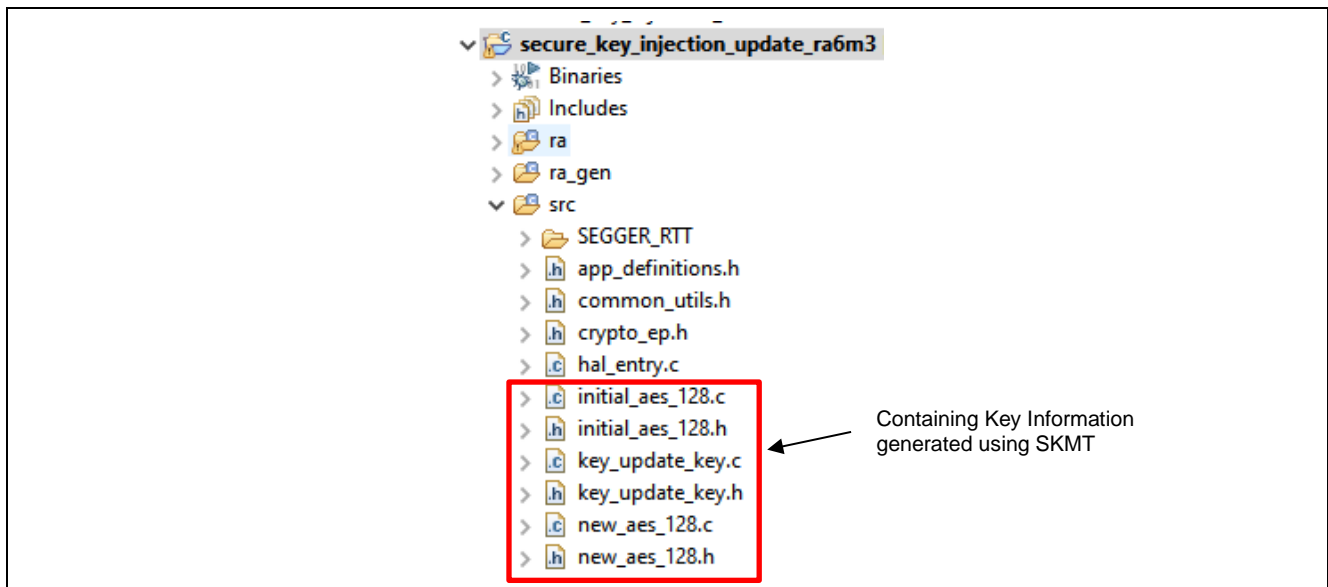 secure_key_injection_update_ra6m3
Binaries
Includes
ra
ra_gen
src
SEGGER_RTT
app_definitions.h
common_utils.h
crypto_ep.h
hal_entry.c
initial_aes_128.c
initial_aes_128.h
key_update_key.c
key_update_key.h
new_aes_128.c
new_aes_128.h
Containing Key Information
generated using SKMT